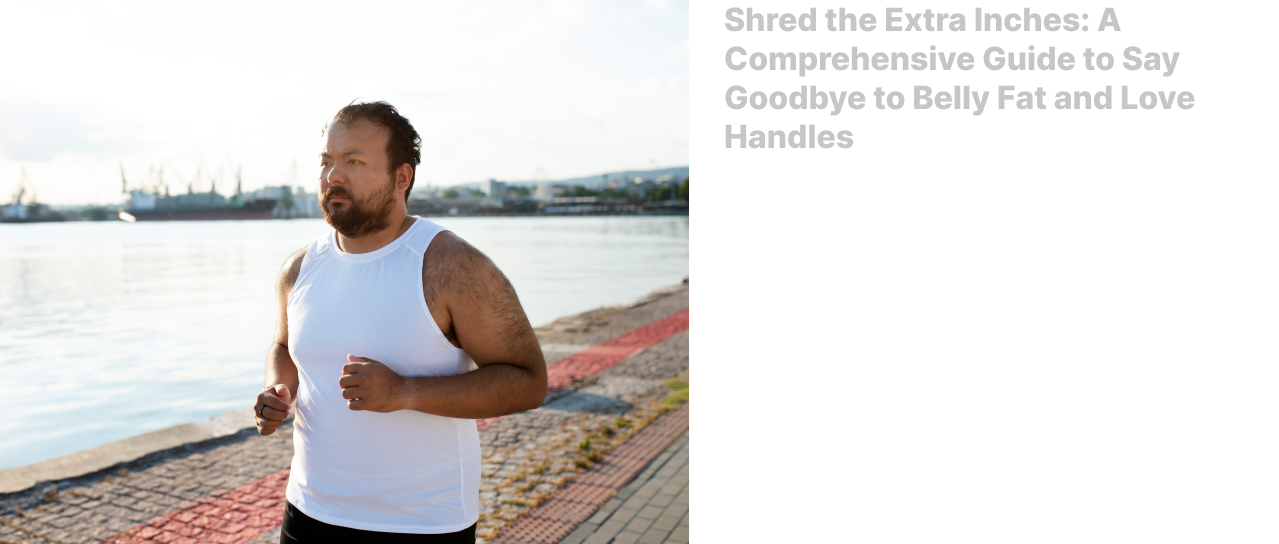 Shred the Extra Inches: A
Comprehensive Guide to Say
Goodbye to Belly Fat and Love
Handles